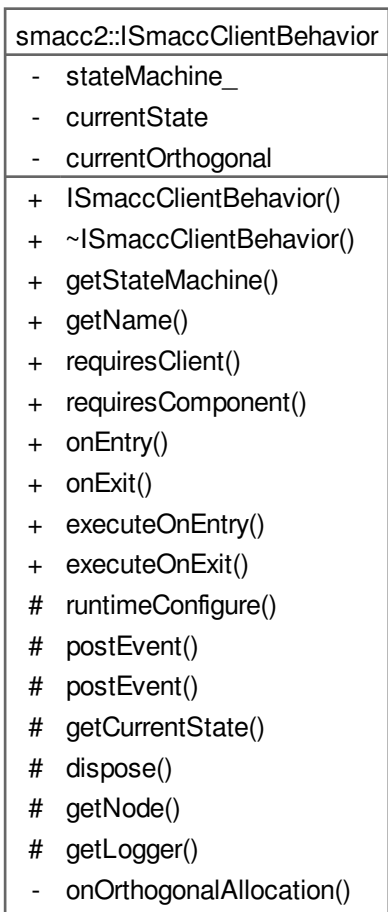 smacc2::ISmaccClientBehavior
- stateMachine_
- currentState
- currentOrthogonal
+ ISmaccClientBehavior()
+ ~ISmaccClientBehavior()
+ getStateMachine()
+ getName()
+ requiresClient()
+ requiresComponent()
+ onEntry()
+ onExit()
+ executeOnEntry()
+ executeOnExit()
# runtimeConfigure()
# postEvent()
# postEvent()
# getCurrentState()
# dispose()
# getNode()
# getLogger()
- onOrthogonalAllocation()